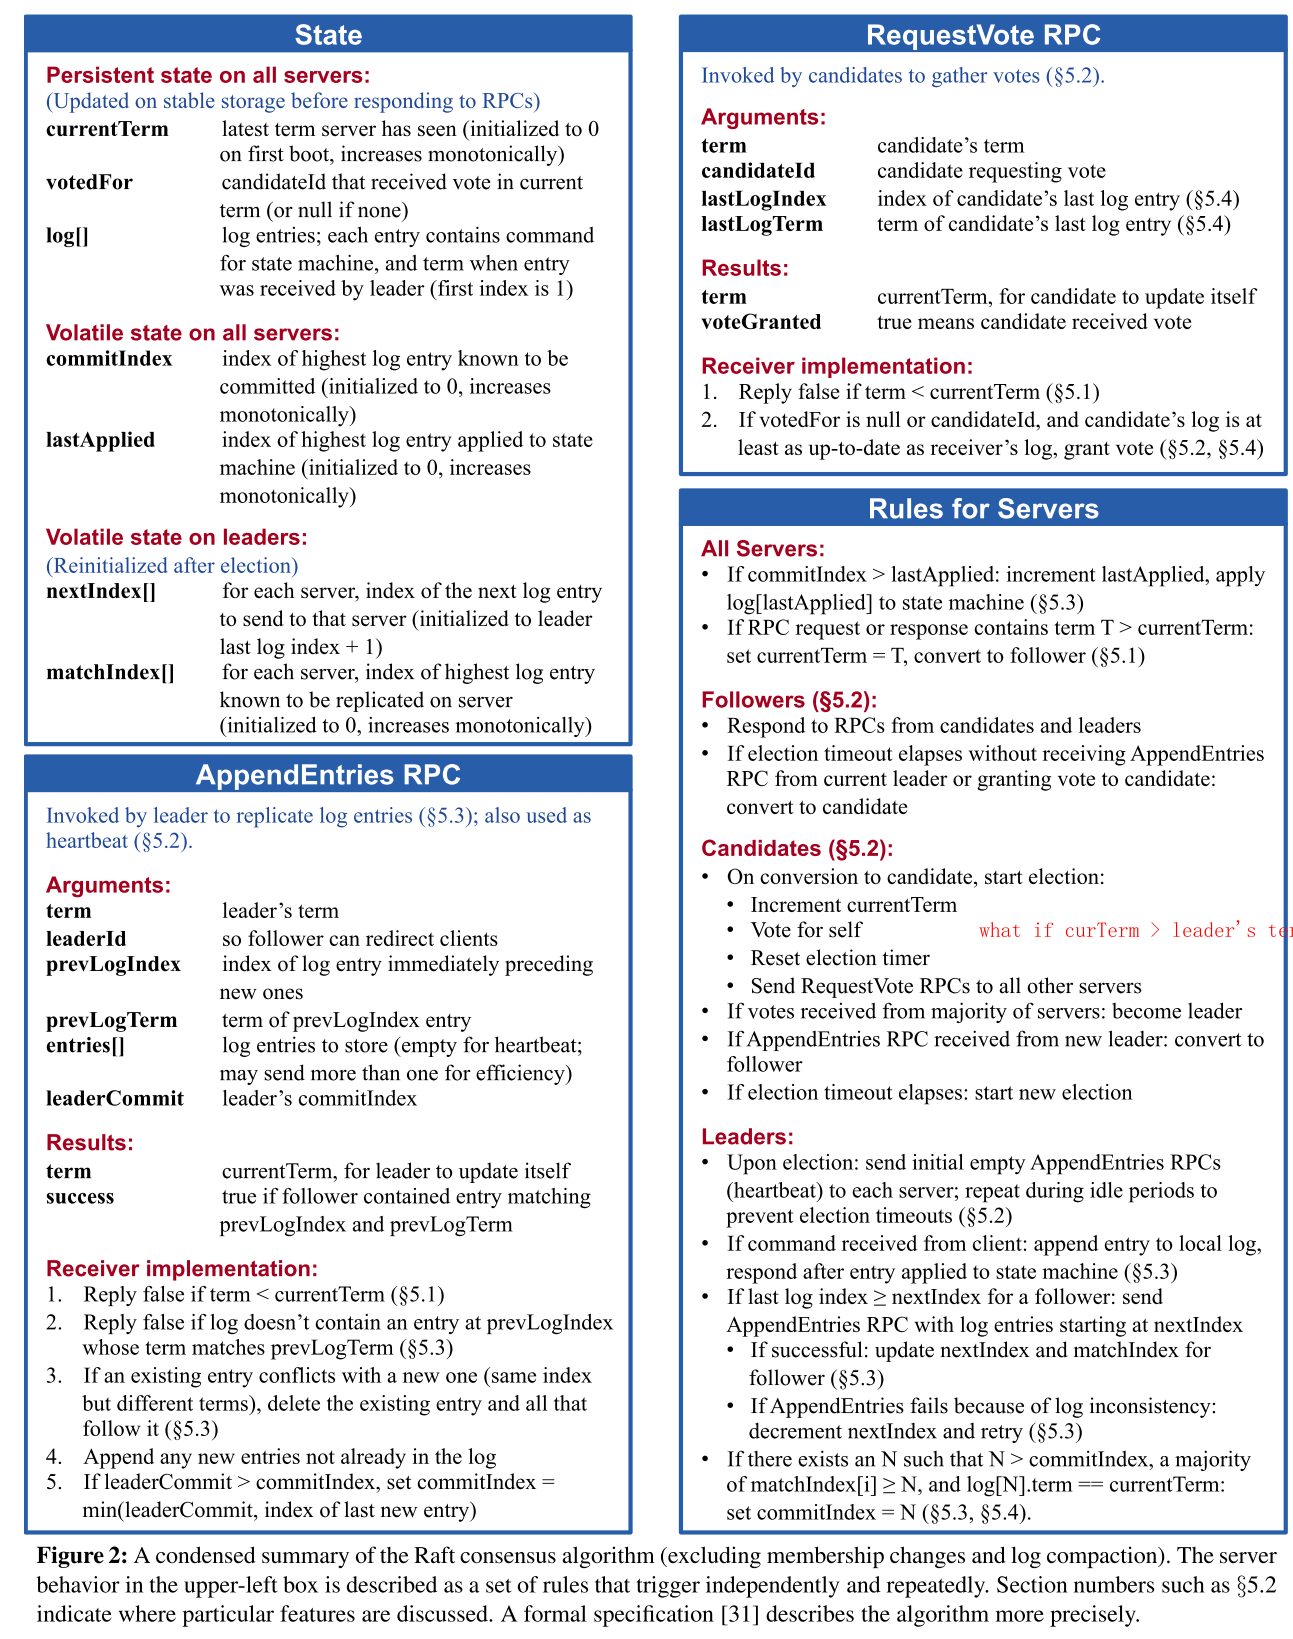 State
Persistent state on all servers:
(Updated on stable storage before responding to RPCs)
currentTerm latest term server has seen (initialized to 0
on first boot, increases monotonically)
votedFor candidateId that received vote in current
term (or null if none)
log[] log entries; each entry contains command
for state machine, and term when entry
was received by leader (first index is 1)
Volatile state on all servers:
commitIndex index of highest log entry known to be
committed (initialized to 0, increases
monotonically)
lastApplied index of highest log entry applied to state
machine (initialized to 0, increases
monotonically)
Volatile state on leaders:
(Reinitialized after election)
nextIndex[] for each server, index of the next log entry
to send to that server (initialized to leader
last log index + 1)
matchIndex[] for each server, index of highest log entry
known to be replicated on server
(initialized to 0, increases monotonically)
AppendEntries RPC
Invoked by leader to replicate log entries (§5.3); also used as
heartbeat (§5.2).
Arguments:
term leader’s term
leaderId so follower can redirect clients
prevLogIndex index of log entry immediately preceding
new ones
prevLogTerm term of prevLogIndex entry
entries[] log entries to store (empty for heartbeat;
may send more than one for efficiency)
leaderCommit leader’s commitIndex
Results:
term currentTerm, for leader to update itself
success true if follower contained entry matching
prevLogIndex and prevLogTerm
Receiver implementation:
1. Reply false if term < currentTerm (§5.1)
2. Reply false if log doesn’t contain an entry at prevLogIndex
whose term matches prevLogTerm (§5.3)
3. If an existing entry conflicts with a new one (same index
but different terms), delete the existing entry and all that
follow it (§5.3)
4. Append any new entries not already in the log
5. If leaderCommit > commitIndex, set commitIndex =
min(leaderCommit, index of last new entry)
RequestVote RPC
Invoked by candidates to gather votes (§5.2).
Arguments:
term candidate’s term
candidateId candidate requesting vote
lastLogIndex index of candidate’s last log entry (§5.4)
lastLogTerm term of candidate’s last log entry (§5.4)
Results:
term currentTerm, for candidate to update itself
voteGranted true means candidate received vote
Receiver implementation:
1. Reply false if term < currentTerm (§5.1)
2. If votedFor is null or candidateId, and candidate’s log is at
least as up-to-date as receiver’s log, grant vote (§5.2, §5.4)
Rules for Servers
All Servers:
• If commitIndex > lastApplied: increment lastApplied, apply
log[lastApplied] to state machine (§5.3)
• If RPC request or response contains term T > currentTerm:
set currentTerm = T, convert to follower (§5.1)
Followers (§5.2):
• Respond to RPCs from candidates and leaders
• If election timeout elapses without receiving AppendEntries
RPC from current leader or granting vote to candidate:
convert to candidate
Candidates (§5.2):
• On conversion to candidate, start election:
• Increment currentTerm
• Vote for self
what if curTerm > leader's
• Reset election timer
• Send RequestVote RPCs to all other servers
• If votes received from majority of servers: become leader
• If AppendEntries RPC received from new leader: convert to
follower
• If election timeout elapses: start new election
Leaders:
• Upon election: send initial empty AppendEntries RPCs
(heartbeat) to each server; repeat during idle periods to
prevent election timeouts (§5.2)
• If command received from client: append entry to local log,
respond after entry applied to state machine (§5.3)
• If last log index ≥ nextIndex for a follower: send
AppendEntries RPC with log entries starting at nextIndex
• If successful: update nextIndex and matchIndex for
follower (§5.3)
• If AppendEntries fails because of log inconsistency:
decrement nextIndex and retry (§5.3)
• If there exists an N such that N > commitIndex, a majority
of matchIndex[i] ≥ N, and log[N].term == currentTerm:
set commitIndex = N (§5.3, §5.4).
Figure 2: A condensed summary of the Raft consensus algorithm (excluding membership changes and log compaction). The server
behavior in the upper-left box is described as a set of rules that trigger independently and repeatedly. Section numbers such as §5.2
indicate where particular features are discussed. A formal specification [31] describes the algorithm more precisely.